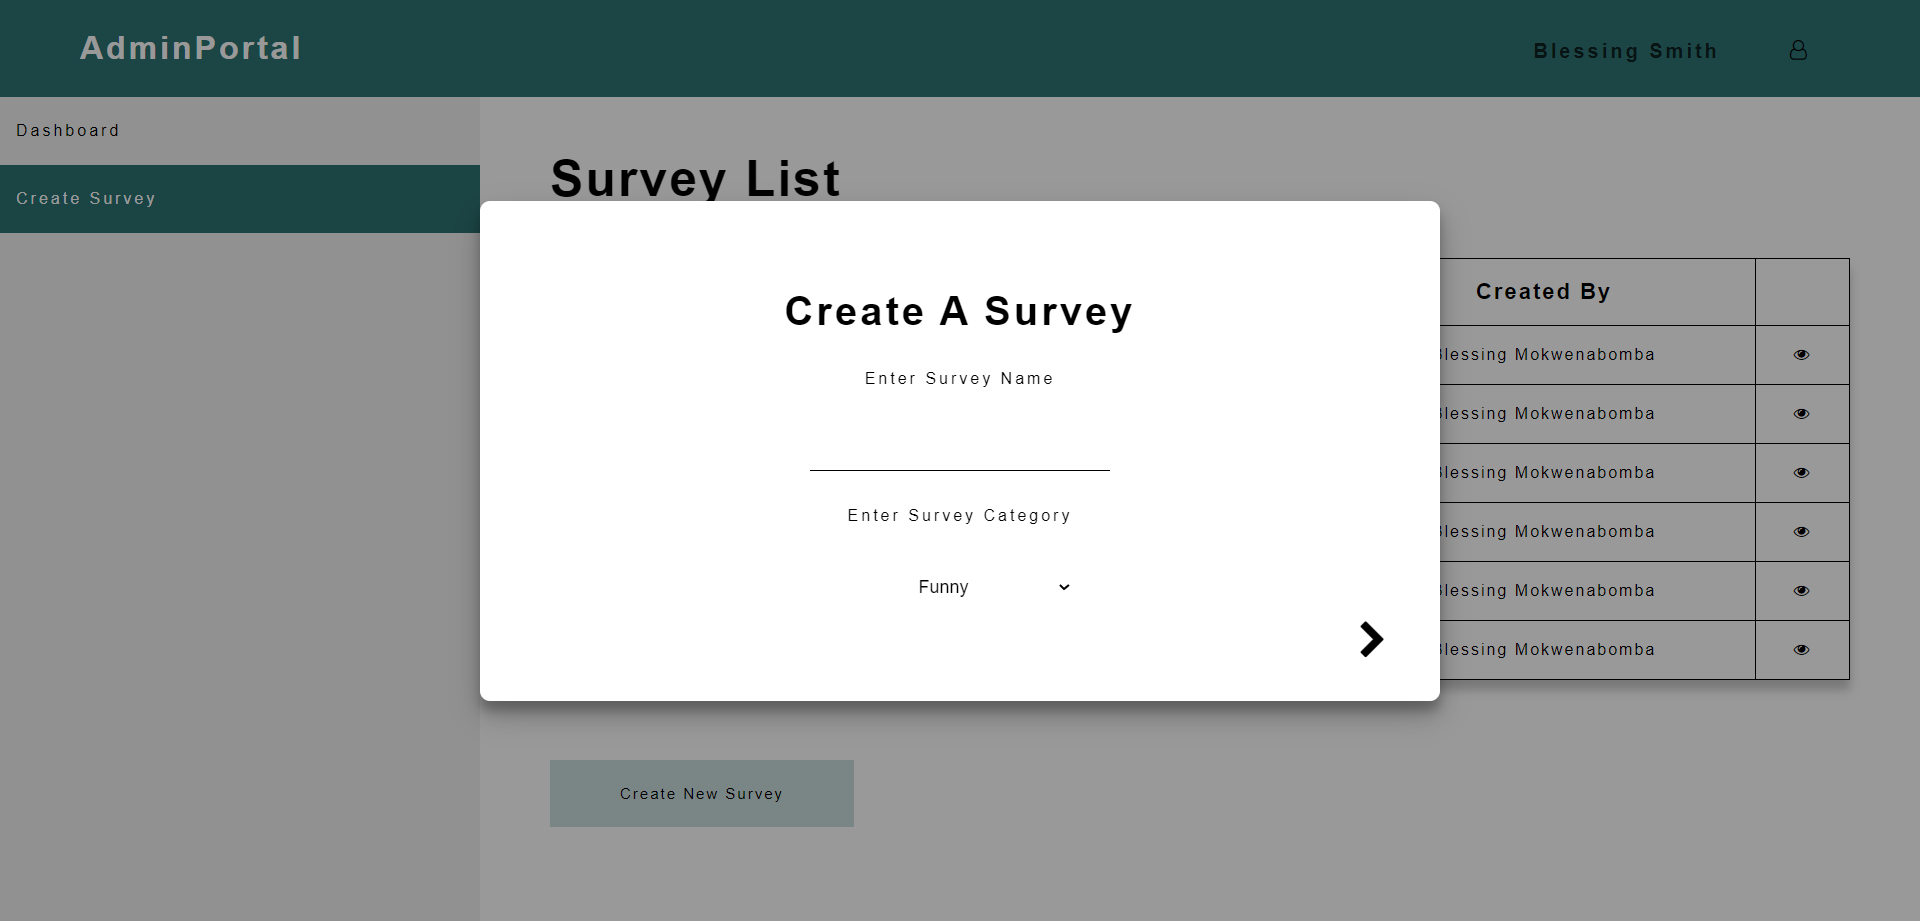 AdminPortal
Blessing Smith
Dashboard
Create Survey
Survey List
Created By
Create A Survey
Enter Survey Name
Enter Survey Category
Funny
Blessing Mokwenabomba
Blessing Mokwenabomba
Blessing Mokwenabomba
Blessing Mokwenabomba
Blessing Mokwenabomba
Blessing Mokwenabomba
Create New Survey